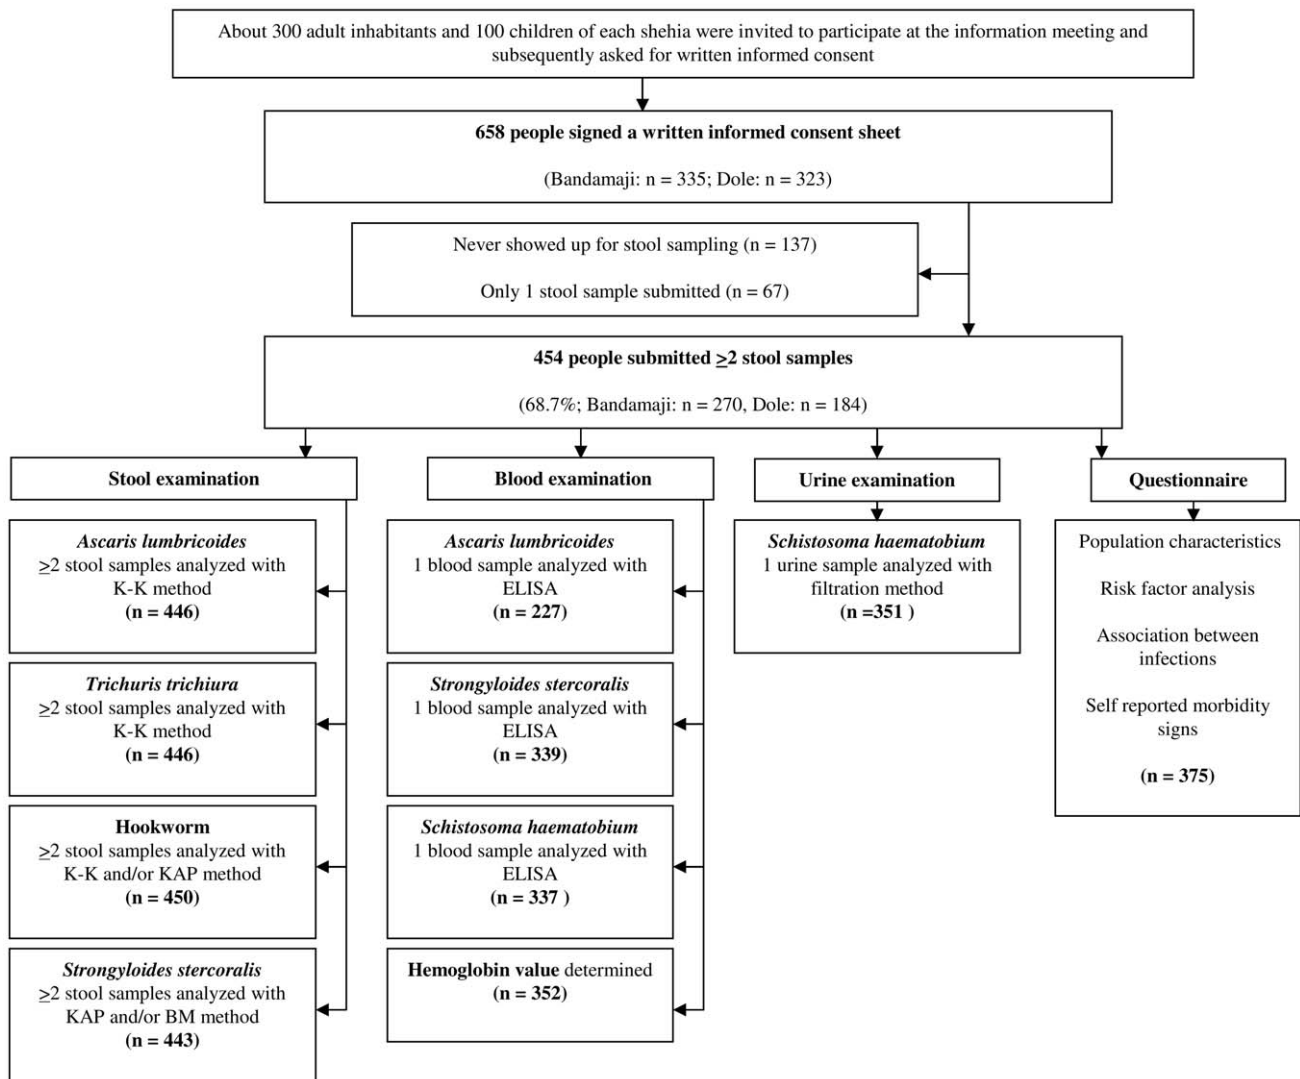 About 300 adult inhabitants and 100 children of each shehia were invited to participate at the information meeting and
subsequently asked for written informed consent
658 people signed a written informed consent sheet
(Bandamaji: n = 335; Dole: n = 323)
Never showed up for stool sampling (n = 137)
Only 1 stool sample submitted (n = 67)
454 people submitted ≥2 stool samples
(68.7%; Bandamaji: n = 270, Dole: n = 184)
Stool examination
Ascaris lumbricoides
≥2 stool samples analyzed with
K-K method
(n = 446)
Trichuris trichiura
≥2 stool samples analyzed with
K-K method
(n = 446)
Hookworm
≥2 stool samples analyzed with
K-K and/or KAP method
(n = 450)
Strongyloides stercoralis
≥2 stool samples analyzed with
KAP and/or BM method
(n = 443)
Blood examination
Ascaris lumbricoides
1 blood sample analyzed with
ELISA
(n = 227)
Strongyloides stercoralis
1 blood sample analyzed with
ELISA
(n = 339)
Schistosoma haematobium
1 blood sample analyzed with
ELISA
(n = 337 )
Hemoglobin value determined
(n = 352)
Urine examination
Schistosoma haematobium
1 urine sample analyzed with
filtration method
(n =351 )
Questionnaire
Population characteristics
Risk factor analysis
Association between
infections
Self reported morbidity
signs
(n = 375)